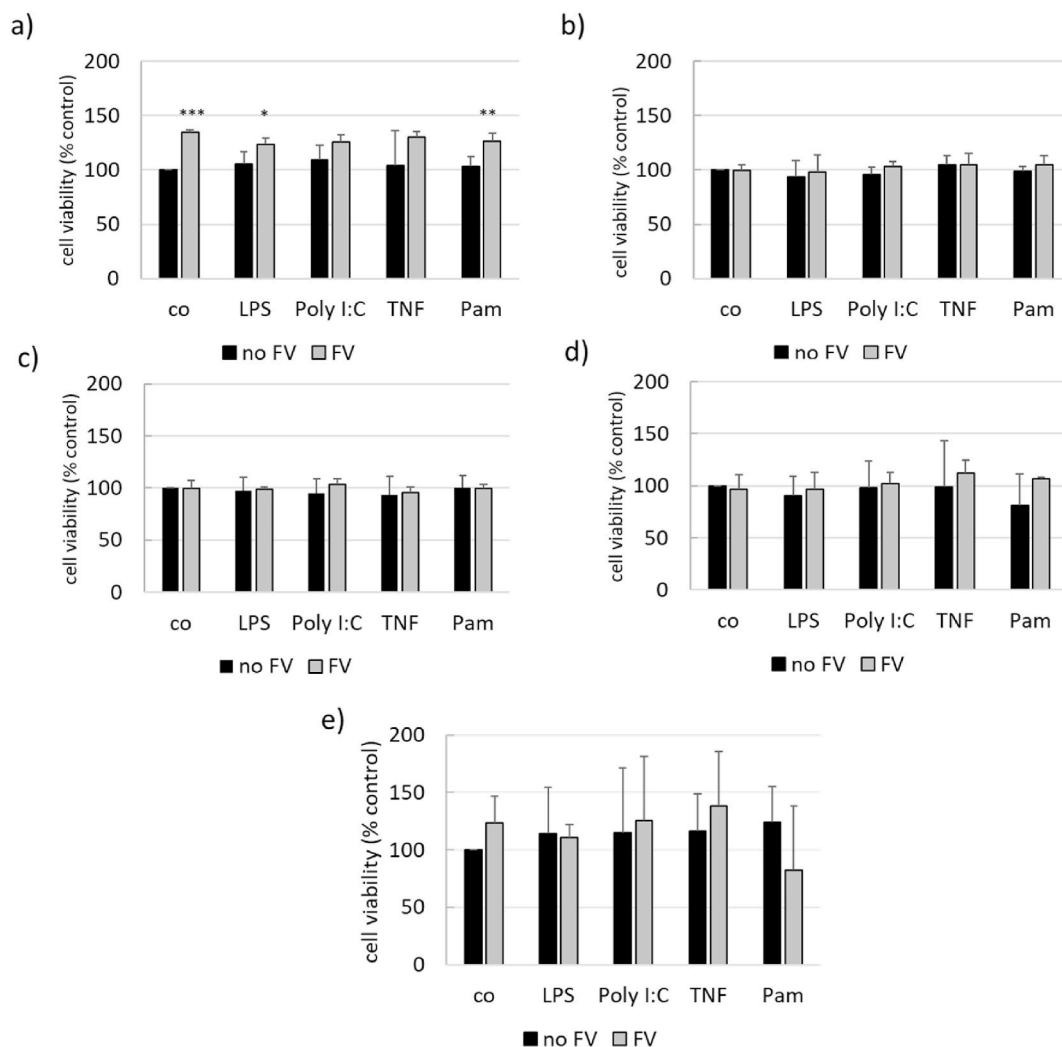 a)
cell viability (% control)
200
150
100
50
0
*** * **
co LPS Poly I:C TNF Pam
no FV FV
b)
cell viability (% control)
200
150
100
50
0
co LPS Poly I:C TNF Pam
no FV FV
c)
cell viability (% control)
200
150
100
50
0
co LPS Poly I:C TNF Pam
no FV FV
d)
cell viability (% control)
200
150
100
50
0
co LPS Poly I:C TNF Pam
no FV FV
e)
cell viability (% control)
200
150
100
50
0
co LPS Poly I:C TNF Pam
no FV FV